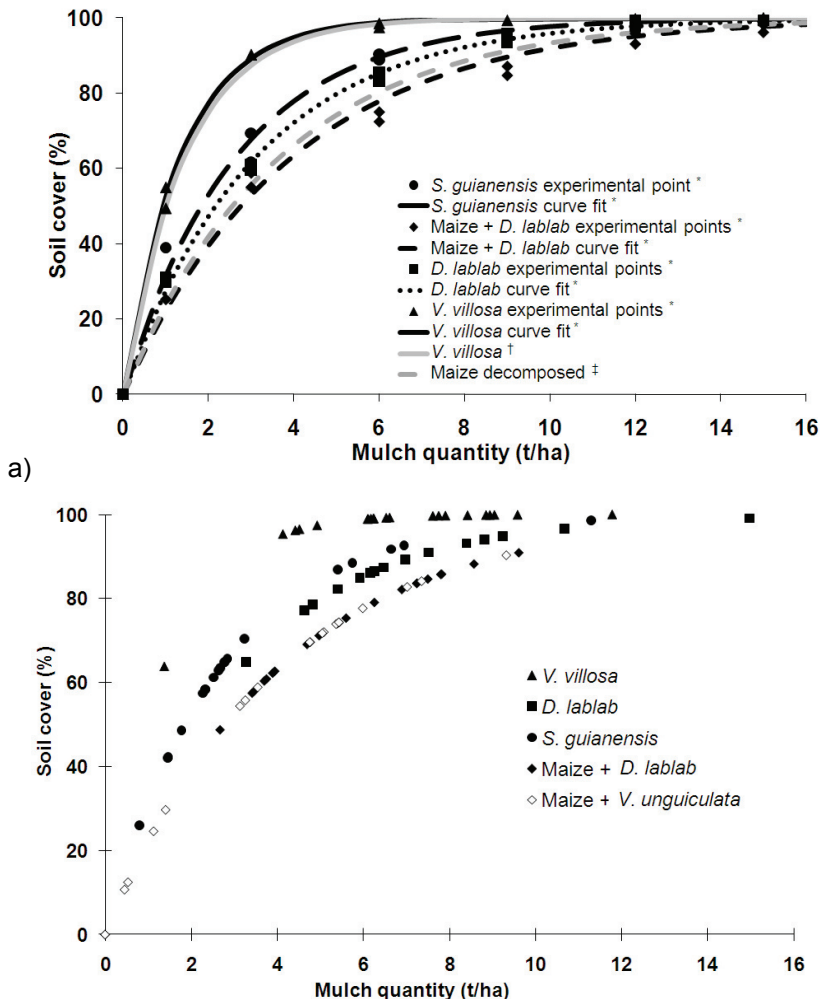 100
80
60
40
20
0
Soil cover (%)
S. guianensis experimental point *
S. guianensis curve fit *
Maize + D. lablab experimental points *
Maize + D. lablab curve fit *
D. lablab experimental points *
D. lablab curve fit *
V. villosa experimental points *
V. villosa curve fit *
V. villosa †
Maize decomposed ‡
0 2 4 6 8 10 12 14 16
Mulch quantity (t/ha)
a)
100
80
60
40
20
0
Soil cover (%)
V. villosa
D. lablab
S. guianensis
Maize + D. lablab
Maize + V. unguiculata
0 2 4 6 8 10 12 14 16
Mulch quantity (t/ha)